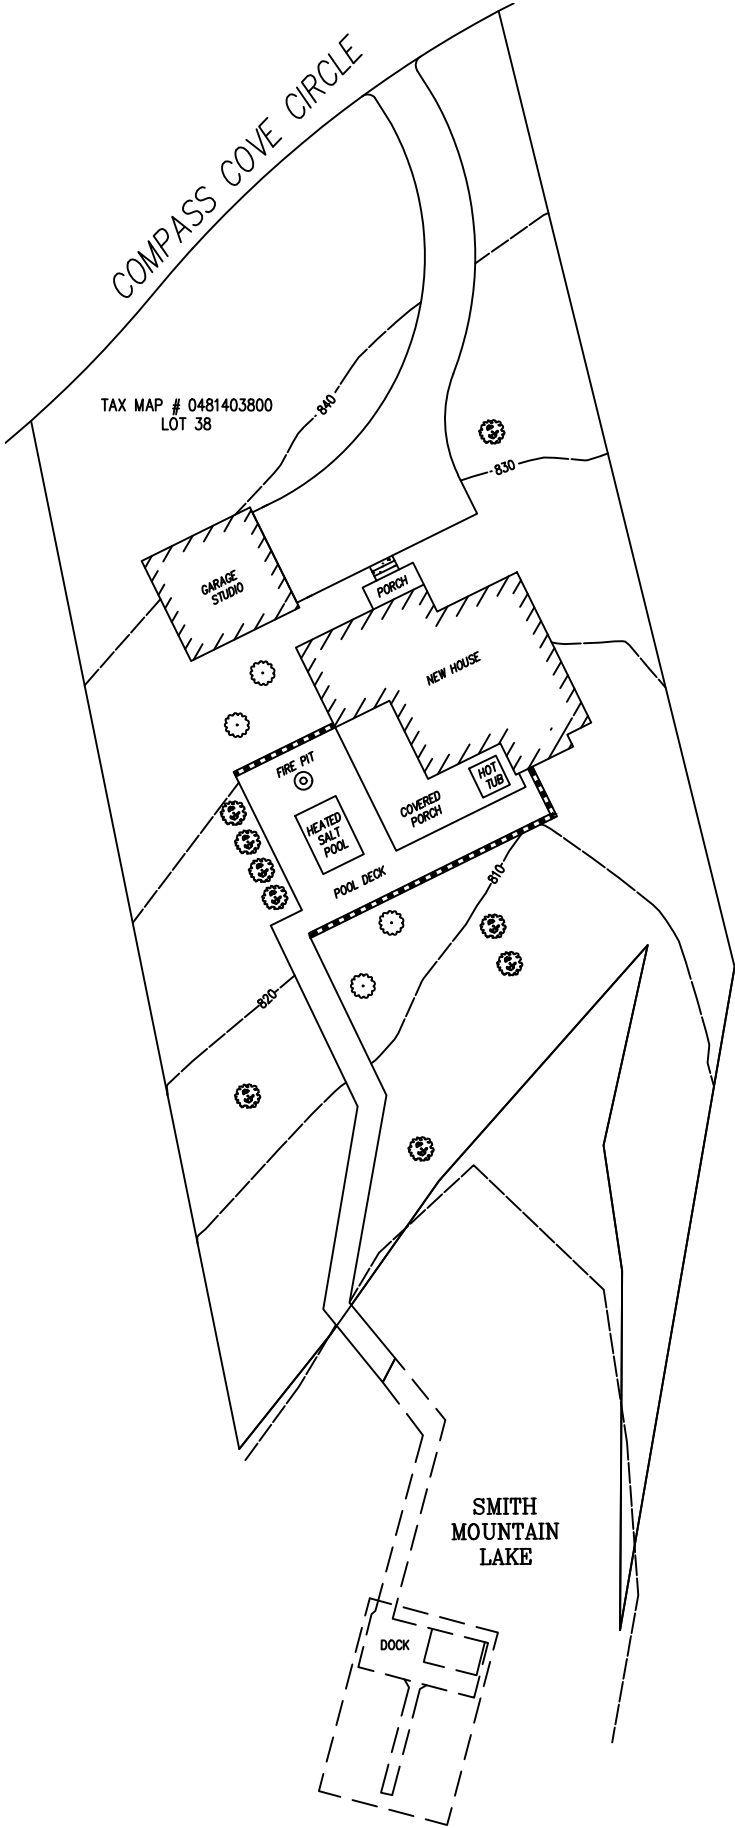 COMPASS COVE CIRCLE
TAX MAP # 0481403800
LOT 38
840
830
GARAGE
STUDIO
PORCH
NEW HOUSE
FIRE PIT
HOT
TUB
COVERED
PORCH
HEATED
SALT
POOL
POOL DECK
810
820
SMITH
MOUNTAIN
LAKE
DOCK